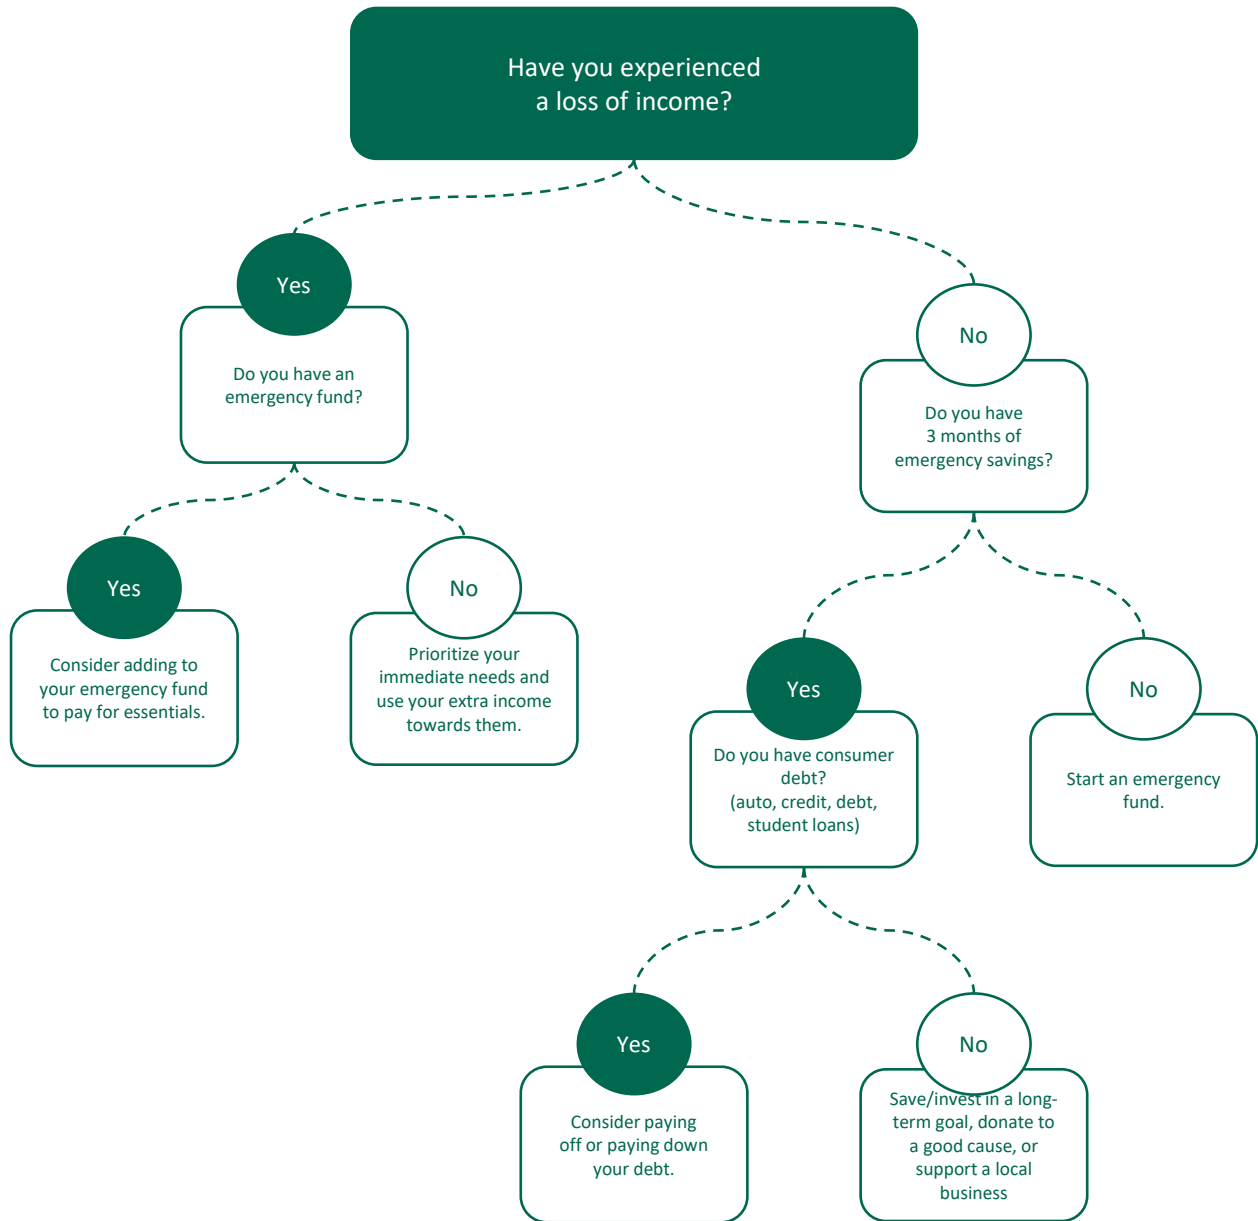 Have you experienced
a loss of income?
Yes
Do you have an
emergency fund?
No
Do you have
3 months of
emergency savings?
Yes
Consider adding to
your emergency fund
to pay for essentials.
No
Prioritize your
immediate needs and
use your extra income
towards them.
Yes
Do you have consumer
debt?
(auto, credit, debt,
student loans)
No
Start an emergency
fund.
Yes
Consider paying
off or paying down
your debt.
No
Save/invest in a long-
term goal, donate to
a good cause, or
support a local
business